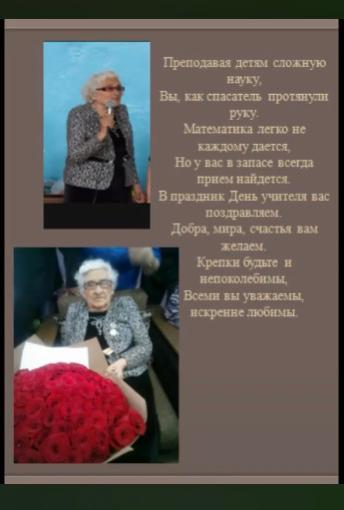 Преподавая детям сложную
науку,
Вы, как спасатель протянули
руку.
Математика легко не
каждому дается,
Но у вас в запасе всегда
прием найдется.
В праздник День учителя вас
поздравляем.
Добра, мира, счастья вам
желаем.
Крепки будьте и
непоколебимы,
Всеми вы уважаемы,
искренне любимы.